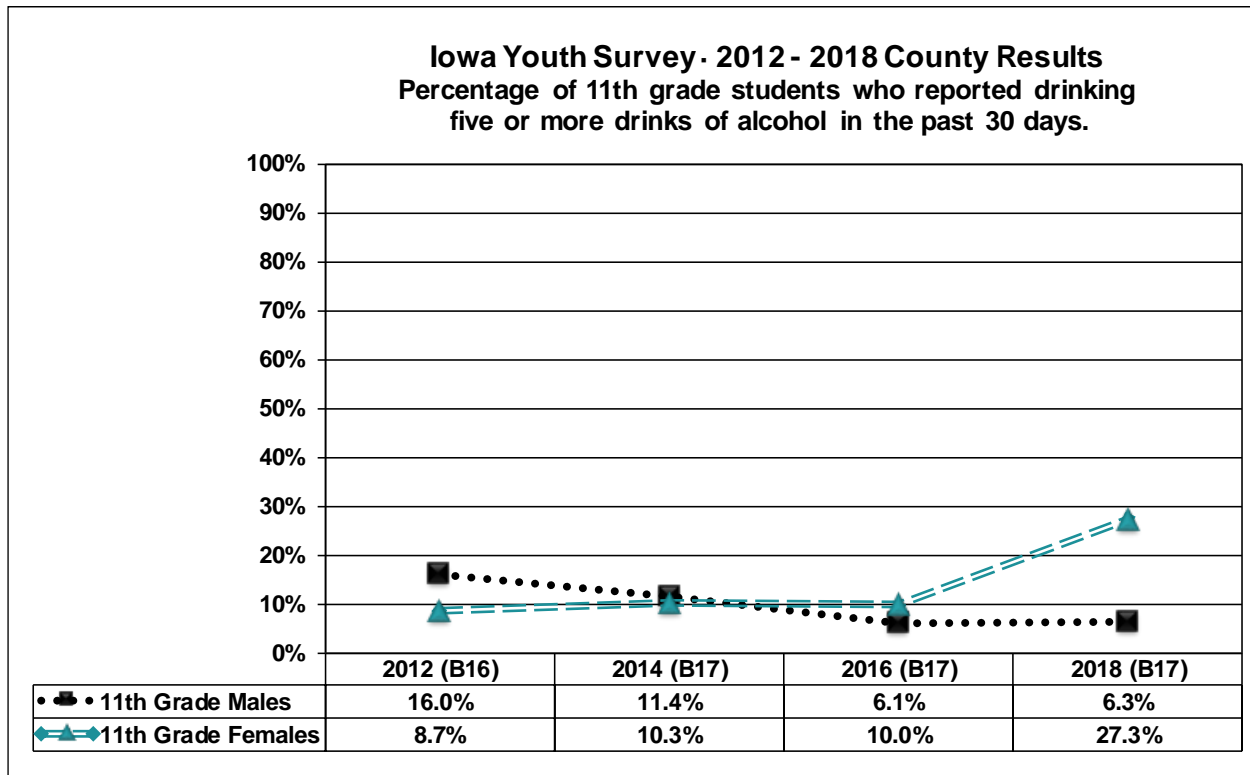 Iowa Youth Survey · 2012 - 2018 County Results
Percentage of 11th grade students who reported drinking
five or more drinks of alcohol in the past 30 days.
100%
90%
80%
70%
60%
50%
40%
30%
20%
10%
0%
2012 (B16) 2014 (B17) 2016 (B17) 2018 (B17)
11th Grade Males 16.0% 11.4% 6.1% 6.3%
11th Grade Females 8.7% 10.3% 10.0% 27.3%